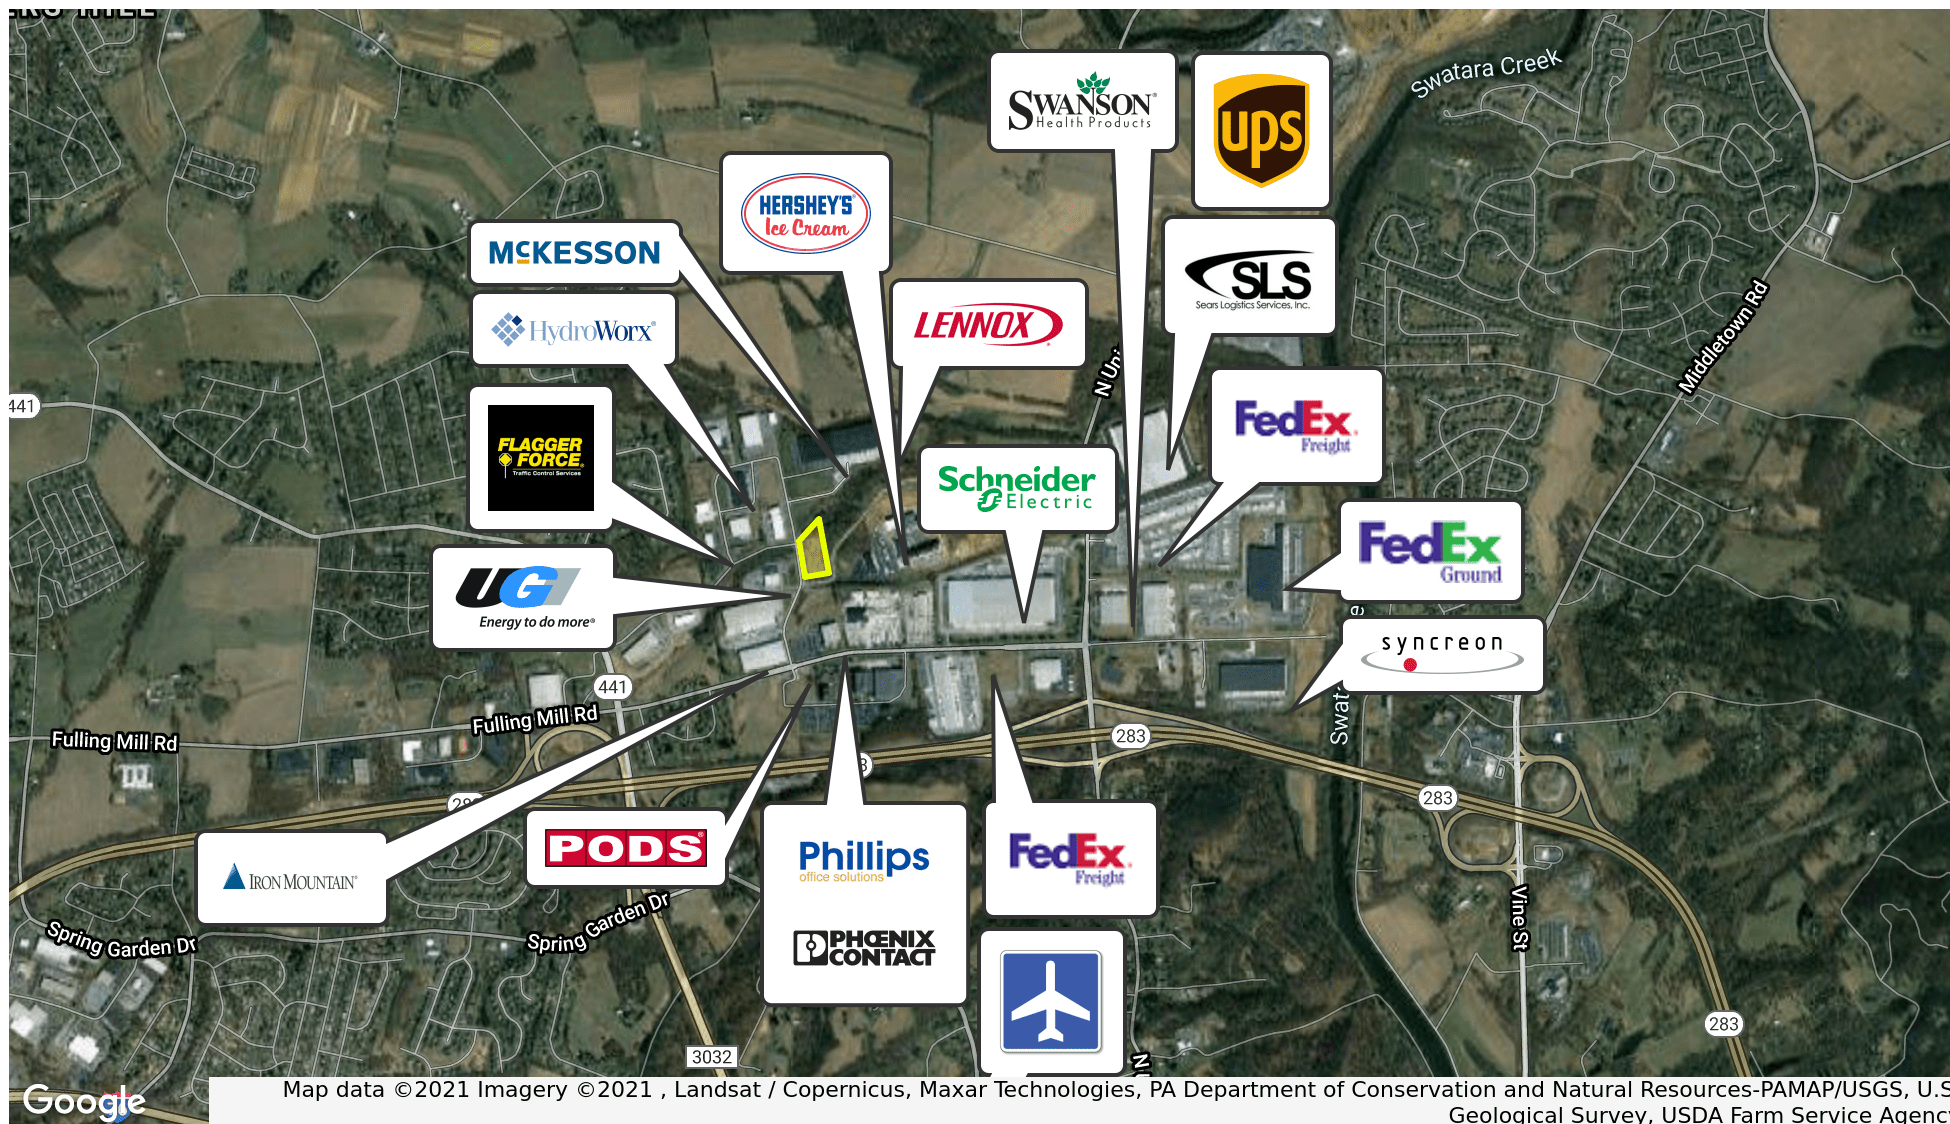 Swatara Creek
SWANSON®
Health Products
ups
HERSHEY'S®
Ice Cream
McKESSON
SLS
Sears Logistics Services, Inc.
HydroWorx®
LENNOX®
Middletown Rd
N Uni
441
FedEx®
Freight
FLAGGER
FORCE®
Traffic Control Services
Schneider
Electric
FedEx
Ground
UGI
Energy to do more®
syncreon
441
Fulling Mill Rd
Fulling Mill Rd
Swat
283
283
PODS®
Phillips
office solutions
PHŒNIX
CONTACT
FedEx®
Freight
IRON MOUNTAIN®
Spring Garden Dr
Spring Garden Dr
Vine St
283
3032
Google
Map data ©2021 Imagery ©2021 , Landsat / Copernicus, Maxar Technologies, PA Department of Conservation and Natural Resources-PAMAP/USGS, U.S
Geological Survey, USDA Farm Service Agency